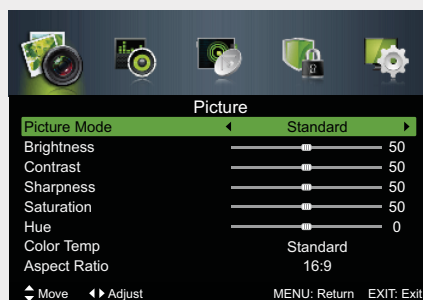 Picture
Picture Mode Standard
Brightness 50
Contrast 50
Sharpness 50
Saturation 50
Hue 0
Color Temp Standard
Aspect Ratio 16:9
Move Adjust MENU: Return EXIT: Exit